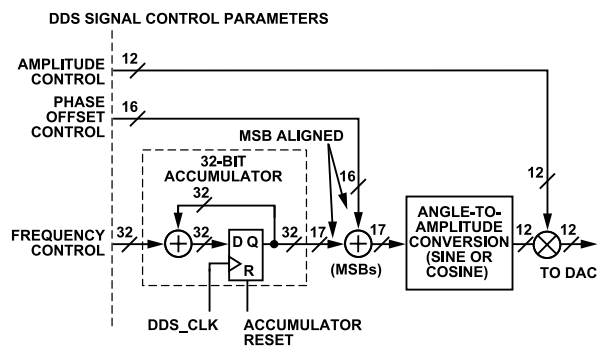 DDS SIGNAL CONTROL PARAMETERS
AMPLITUDE
CONTROL
12
PHASE
OFFSET
CONTROL
16
MSB ALIGNED
32-BIT
ACCUMULATOR
32
16
12
FREQUENCY
CONTROL
32
32
D Q
R
32
17
(MSBs)
17
ANGLE-TO-
AMPLITUDE
CONVERSION
(SINE OR
COSINE)
12
12
TO DAC
DDS_CLK
ACCUMULATOR
RESET